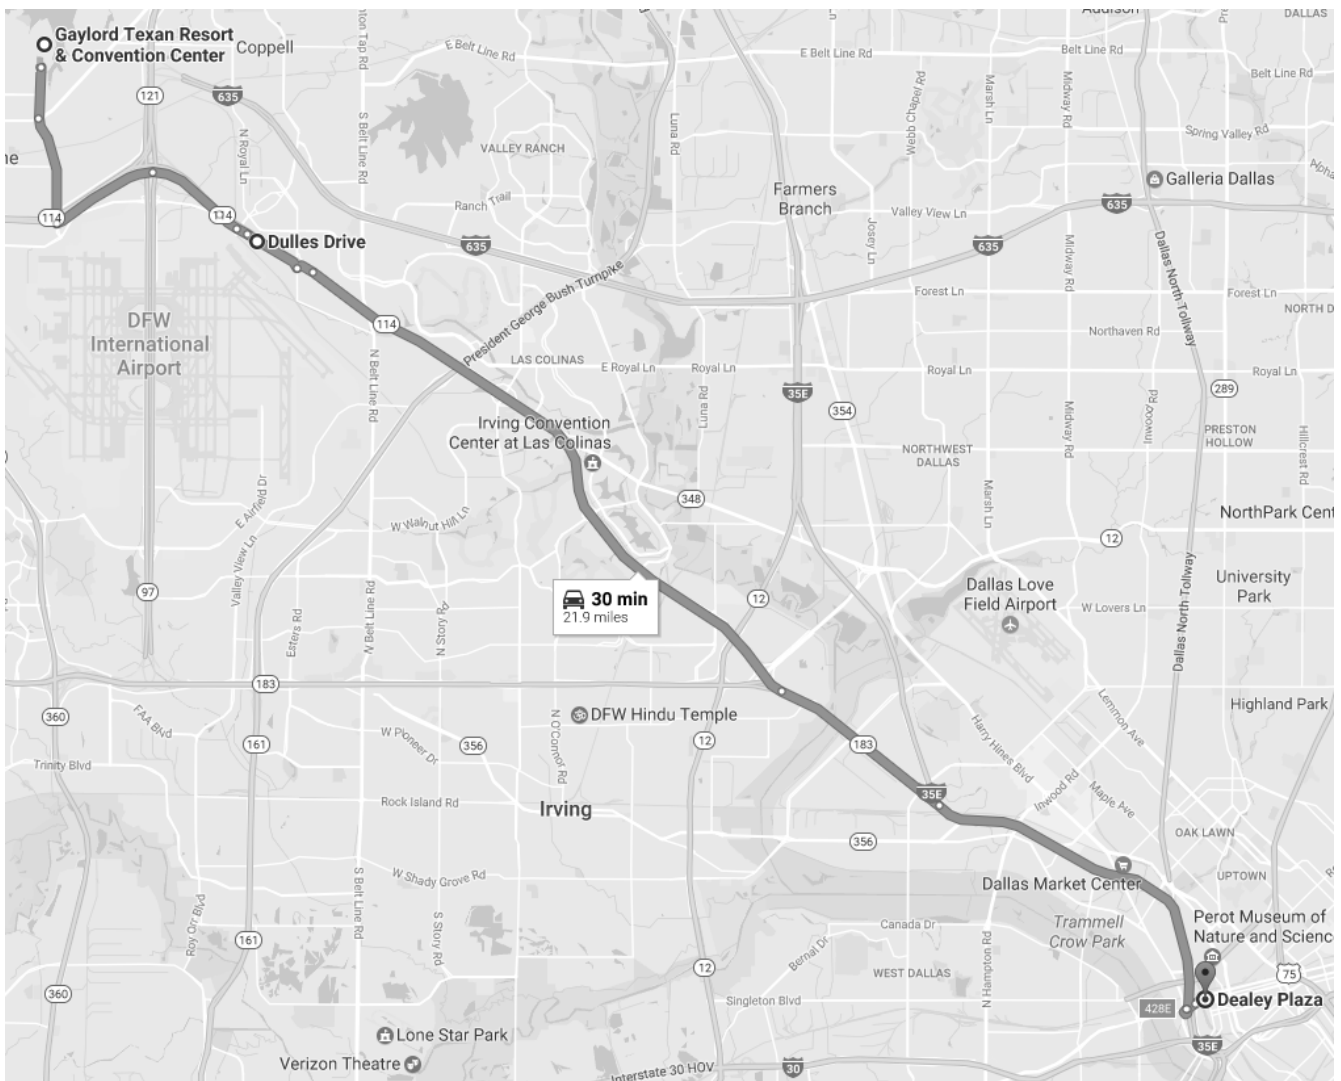 Addison
DALLAS
Gaylord Texan Resort
& Convention Center
Coppell
E Belt Line Rd
E Belt Line Rd
Belt Line Rd
Belt Line Rd
121
635
S Belt Line Rd
Luna Rd
Webb Chapel Rd
Marsh Ln
Midway Rd
Spring Valley Rd
N Royal Ln
VALLEY RANCH
Galleria Dallas
Farmers
Branch
635
Ranch Trail
Valley View Ln
114
114
Dulles Drive
635
635
Josey Ln
Midway Rd
Dallas North Tollway
President George Bush Turnpike
Forest Ln
Forest Ln
DFW
International
Airport
114
Northaven Rd
LAS COLINAS
E Royal Ln
Royal Ln
Royal Ln
Royal Ln
N Belt Line Rd
Luna Rd
35E
354
289
Inwood Rd
Midway Rd
Hillcrest Rd
Irving Convention
Center at Las Colinas
PRESTON
HOLLOW
NORTHWEST
DALLAS
348
Marsh Ln
E Airfield Dr
W Walnut Hill Ln
12
Valley View Ln
Dallas Love
Field Airport
University
Park
97
30 min
21.9 miles
12
W Lovers Ln
Dallas North Tollway
Esters Rd
N Belt Line Rd
N Story Rd
183
360
FAA Blvd
DFW Hindu Temple
Lemmon Ave
Highland Park
161
W Pioneer Dr
356
N O'Connor Rd
12
183
Harry Hines Blvd
Trinity Blvd
Rock Island Rd
Irving
35E
Inwood Rd
Maple Ave
356
OAK LAWN
W Shady Grove Rd
Dallas Market Center
UPTOWN
Roy Orr Blvd
S Belt Line Rd
S Story Rd
161
Canada Dr
Trammell
Crow Park
Perot Museum of
Bernal Dr
N Hampton Rd
12
WEST DALLAS
75
360
Singleton Blvd
428E
Dealey Plaza
Lone Star Park
35E
Verizon Theatre
Interstate 30 HOV
30